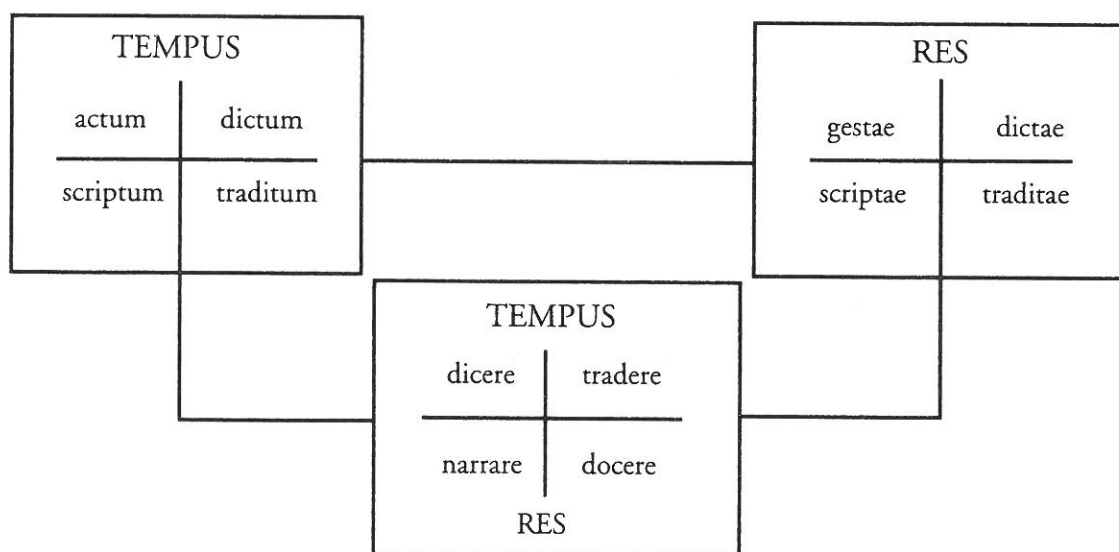 TEMPUS
actum dictum
scriptum traditum
RES
gestae dictae
scriptae traditae
TEMPUS
dicere tradere
narrare docere
RES